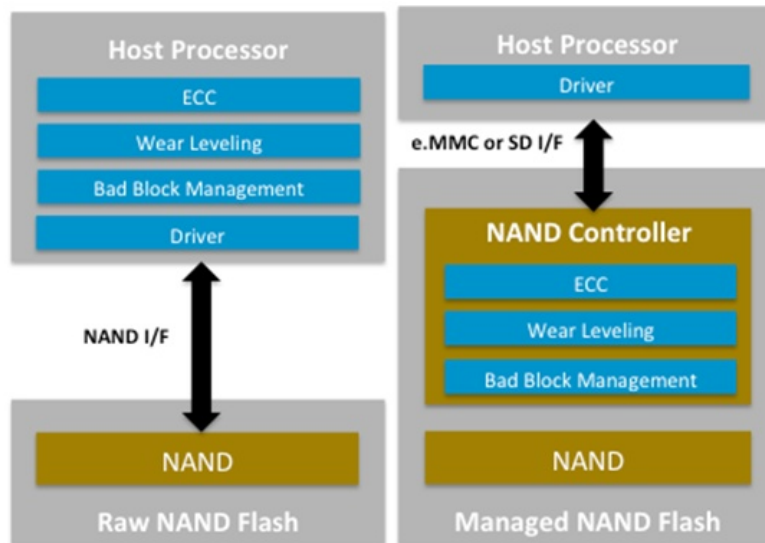 Host Processor
ECC
Wear Leveling
Bad Block Management
Driver
NAND I/F
NAND
Raw NAND Flash
Host Processor
Driver
e.MMC or SD I/F
NAND Controller
ECC
Wear Leveling
Bad Block Management
NAND
Managed NAND Flash